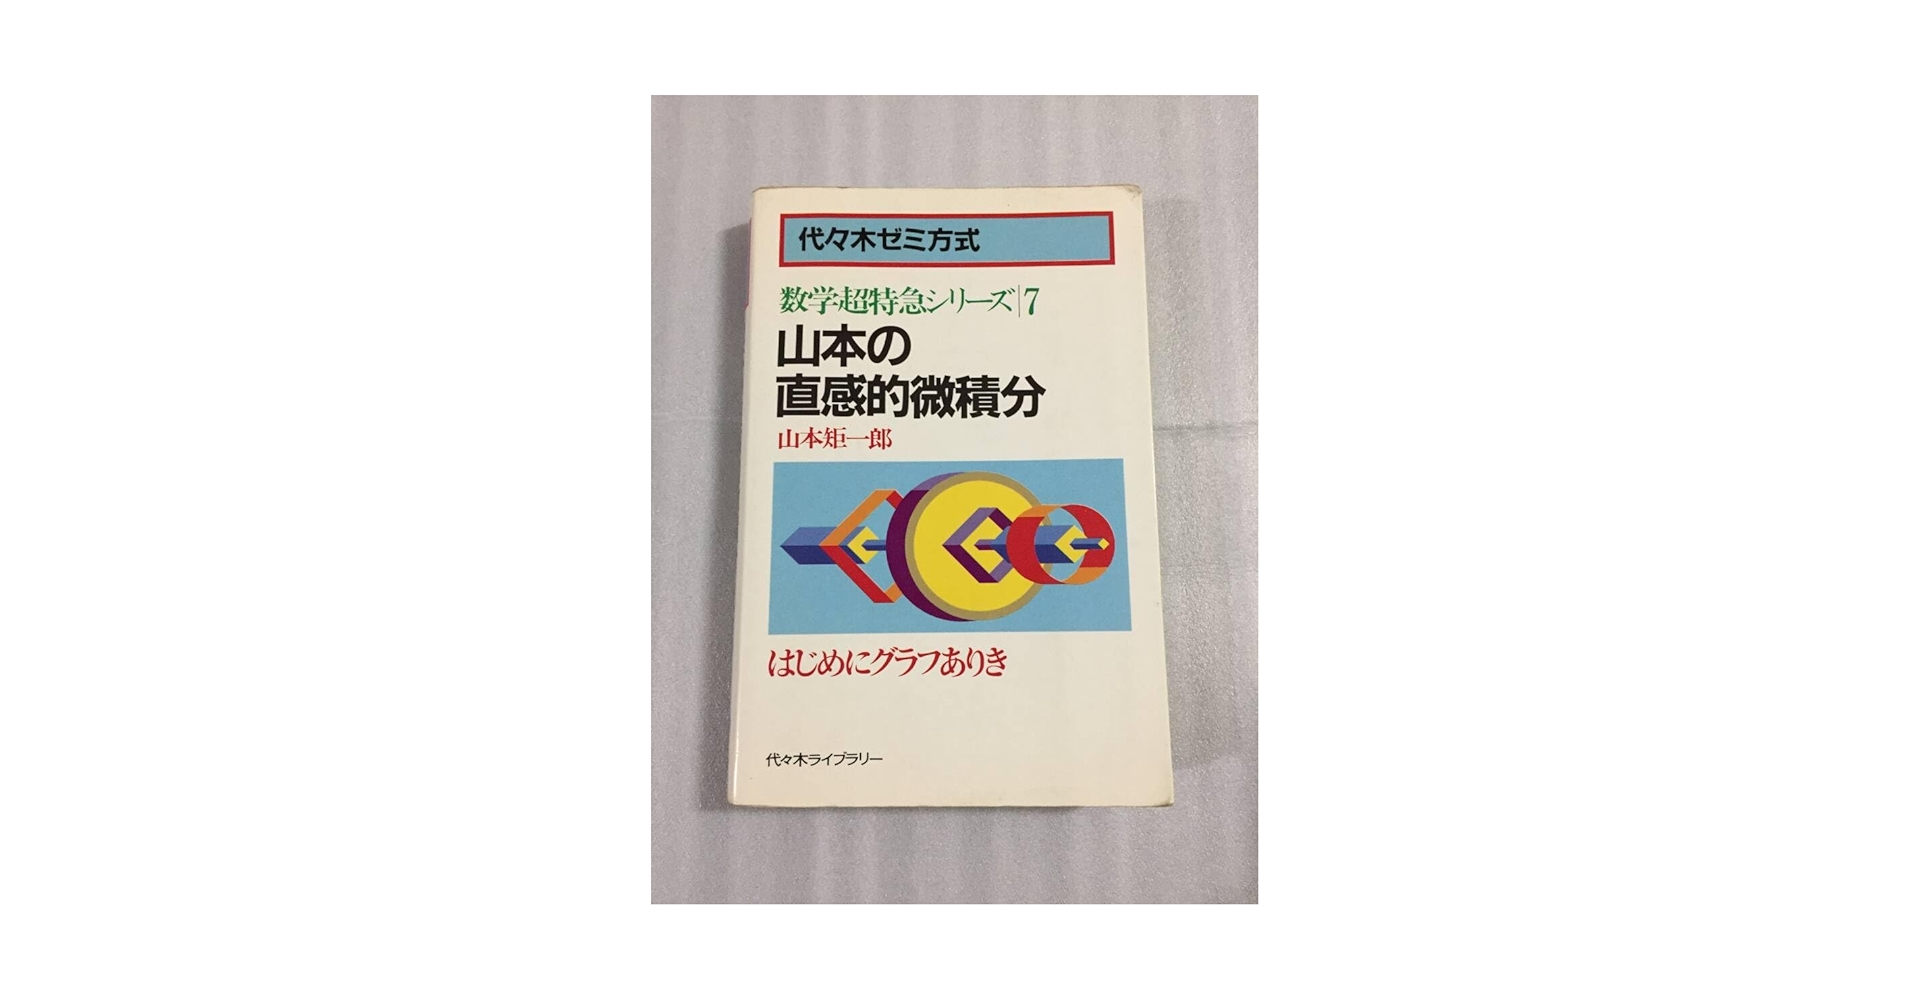 代々木ゼミ方式
数学超特急シリーズ|7
山本の
直感的微積分
山本矩一郎
はじめにグラフありき
代々木ライブラリー